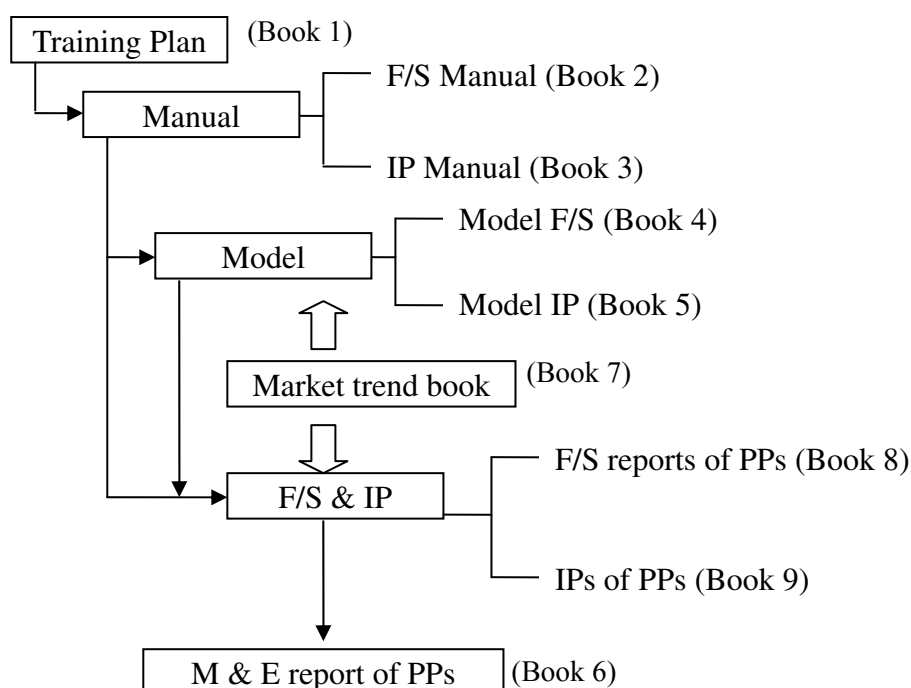 Training Plan (Book 1)
F/S Manual (Book 2)
Manual
IP Manual (Book 3)
Model F/S (Book 4)
Model
Model IP (Book 5)
Market trend book (Book 7)
F/S reports of PPs (Book 8)
F/S & IP
IPs of PPs (Book 9)
M & E report of PPs (Book 6)